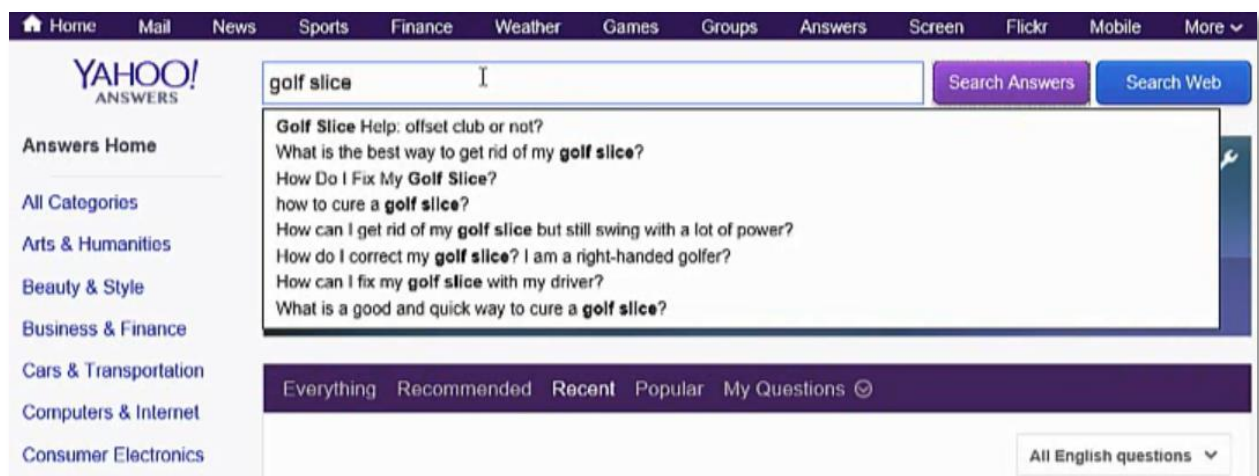 Home Mail News Sports Finance Weather Games Groups Answers Screen Flickr Mobile More
YAHOO!
ANSWERS
golf slice
Search Answers
Search Web
Golf Slice Help: offset club or not?
What is the best way to get rid of my golf slice?
How Do I Fix My Golf Slice?
how to cure a golf slice?
How can I get rid of my golf slice but still swing with a lot of power?
How do I correct my golf slice? I am a right-handed golfer?
How can I fix my golf slice with my driver?
What is a good and quick way to cure a golf slice?
Answers Home
All Categories
Arts & Humanities
Beauty & Style
Business & Finance
Cars & Transportation
Computers & Internet
Consumer Electronics
Everything Recommended Recent Popular My Questions
All English questions